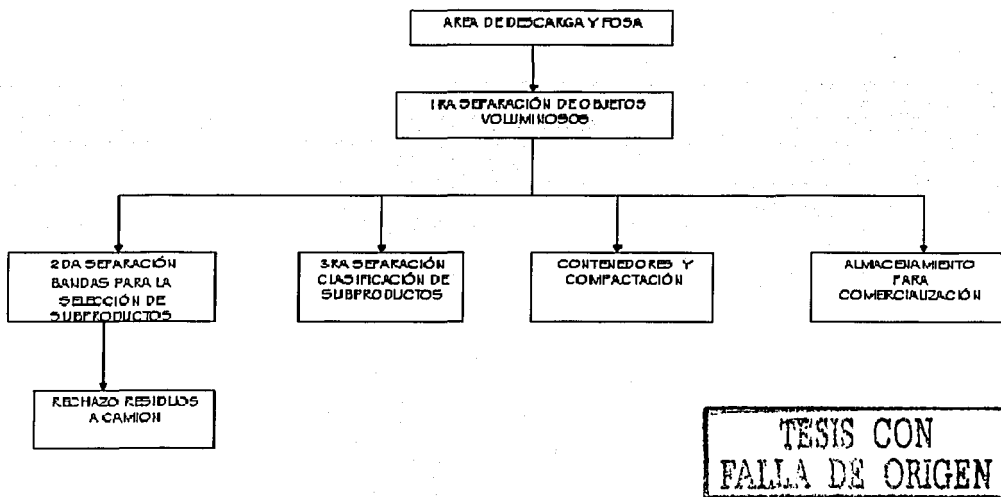 AREA DE DESCARGA Y FOSA
1RA SEPARACIÓN DE OBJETOS
VOLUMINOSOS
2DA SEPARACIÓN
BANDAS PARA LA
SELECCIÓN DE
SUBPRODUCTOS
3RA SEPARACIÓN
CLASIFICACIÓN DE
SUBPRODUCTOS
CONTENEDORES Y
COMPACTACIÓN
ALMACENAMIENTO
PARA
COMERCIALIZACIÓN
RECHAZO RESIDUOS
A CAMION
TESIS CON
FALLA DE ORIGEN